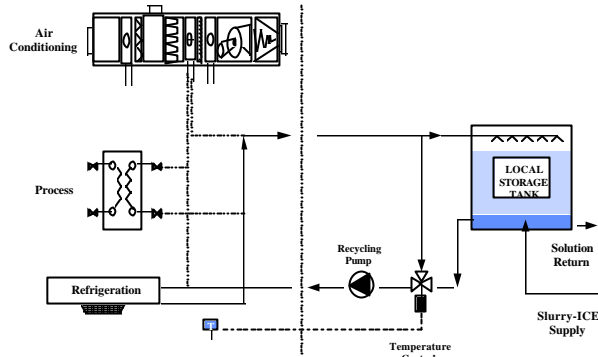 Air
Conditioning
Process
Refrigeration
T
Recycling
Pump
Temperature
LOCAL
STORAGE
TANK
Solution
Return
Slurry-ICE
Supply